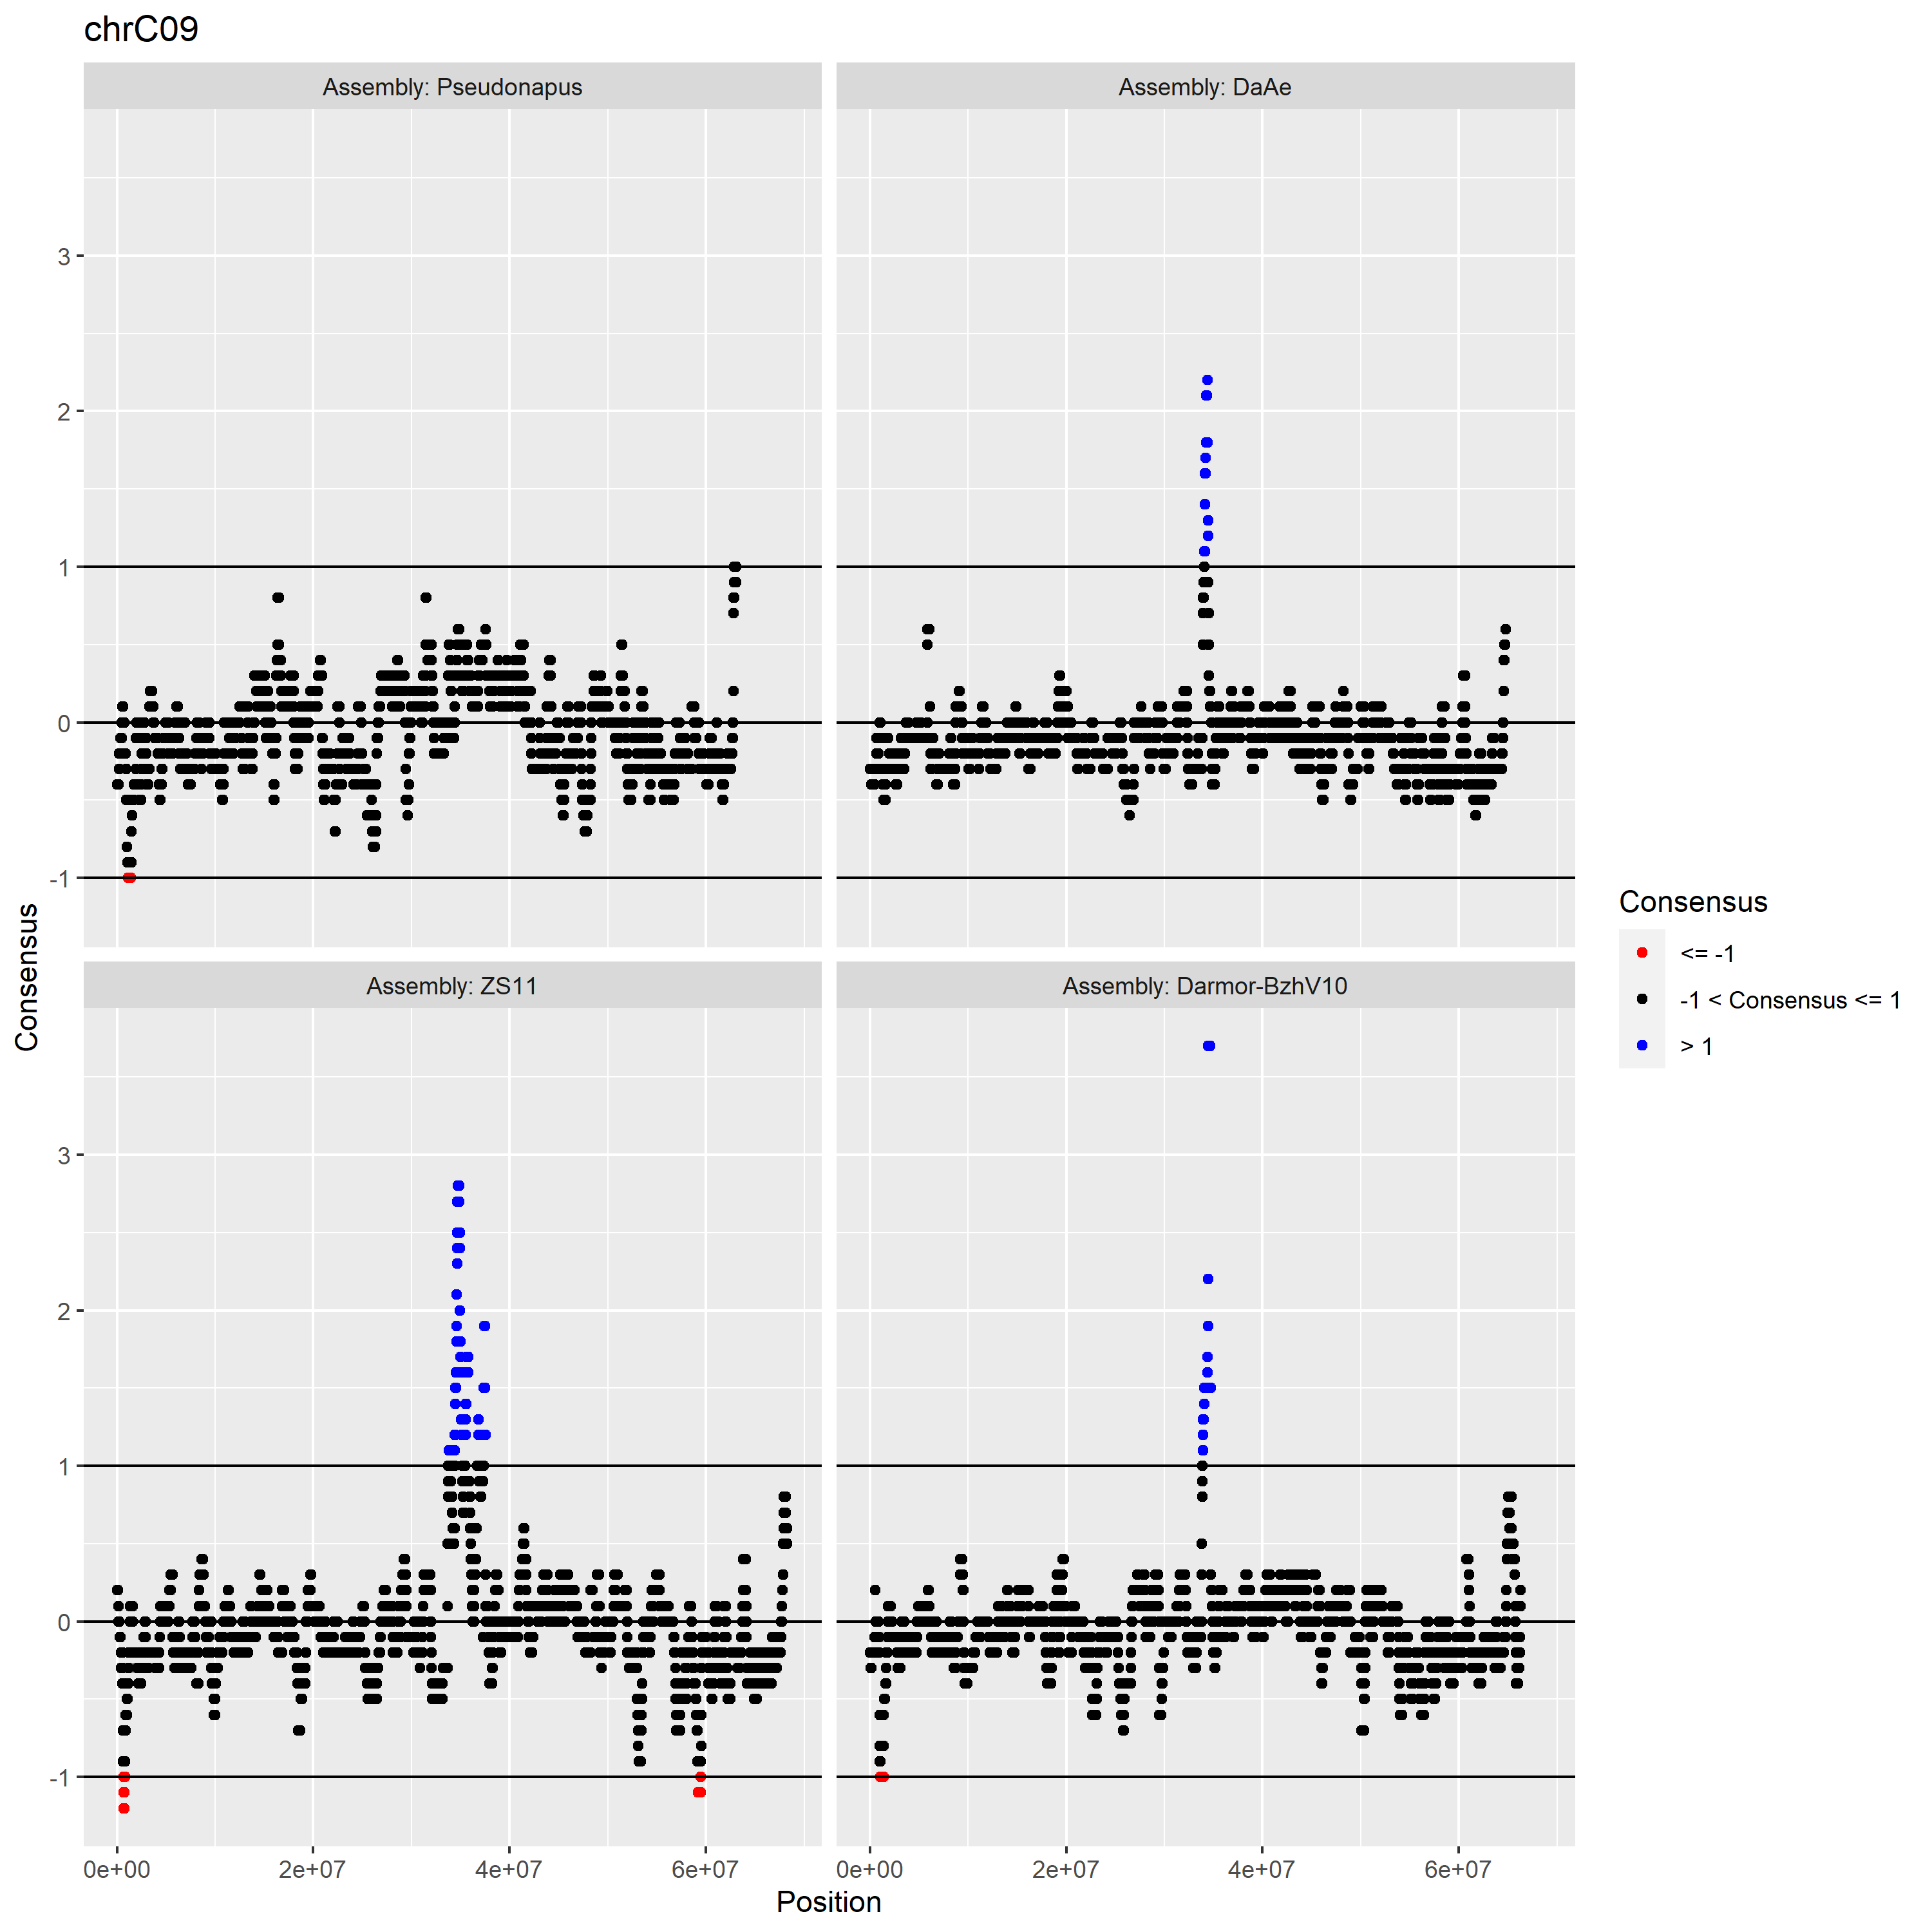 chrC09
Assembly: Pseudonapus
Assembly: DaAe
3
2
1
0
-1
Assembly: ZS11
Assembly: Darmor-BzhV10
3
2
1
0
-1
Consensus
0e+00
2e+07
4e+07
6e+07
0e+00
2e+07
4e+07
6e+07
Position
Consensus
<= -1
-1 < Consensus <= 1
> 1